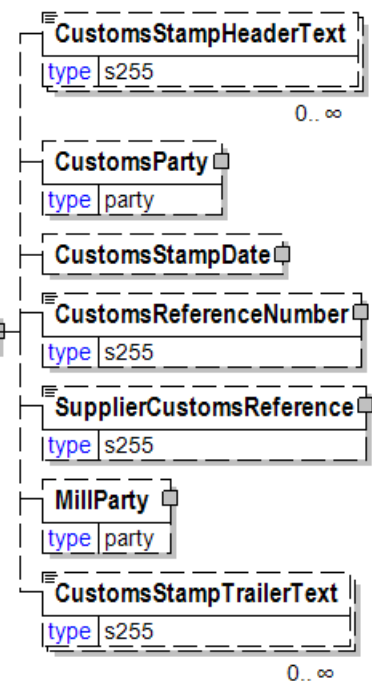 CustomsStampHeaderText
type s255
0.. ∞
CustomsParty
type party
CustomsStampDate
CustomsReferenceNumber
type s255
SupplierCustomsReference
type s255
MillParty
type party
CustomsStampTrailerText
type s255
0.. ∞